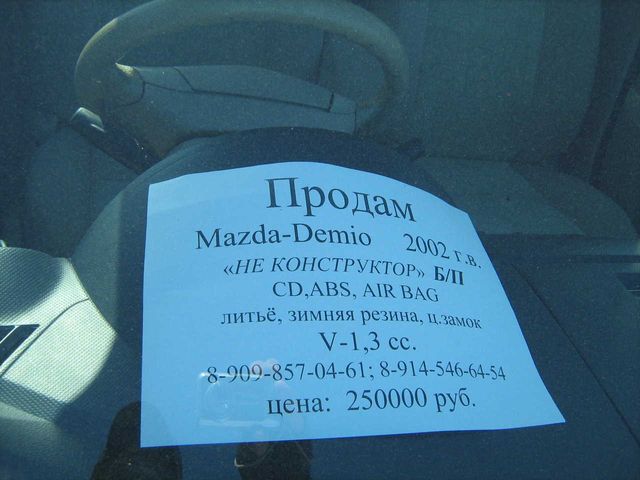 Продам
Mazda-Demio 2002 г.в.
«НЕ КОНСТРУКТОР» Б/П
CD,ABS, AIR BAG
литьё, зимняя резина, ц.замок
V-1,3 сс.
8-909-857-04-61; 8-914-546-64-54
цена: 250000 руб.